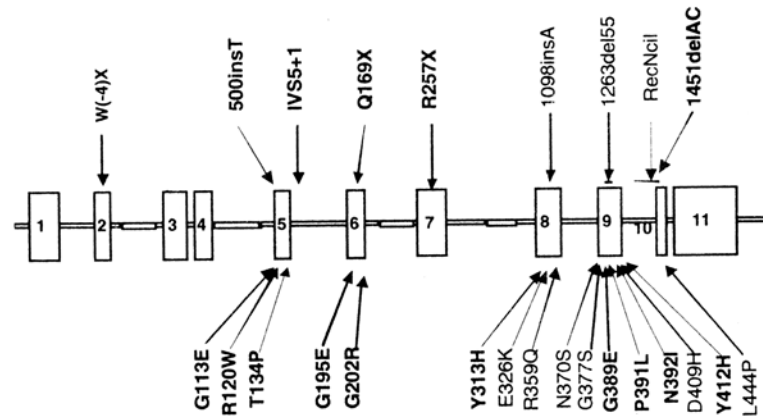 W(-4)X
500insT
IVS5+1
Q169X
R257X
1098insA
1263del55
RecNciI
1451delAC
1
2
3
4
5
6
7
8
9
10
11
G113E
R120W
T134P
G195E
G202R
Y313H
E326K
R359Q
N370S
G377S
G389E
P391L
N392I
D409H
Y412H
L444P